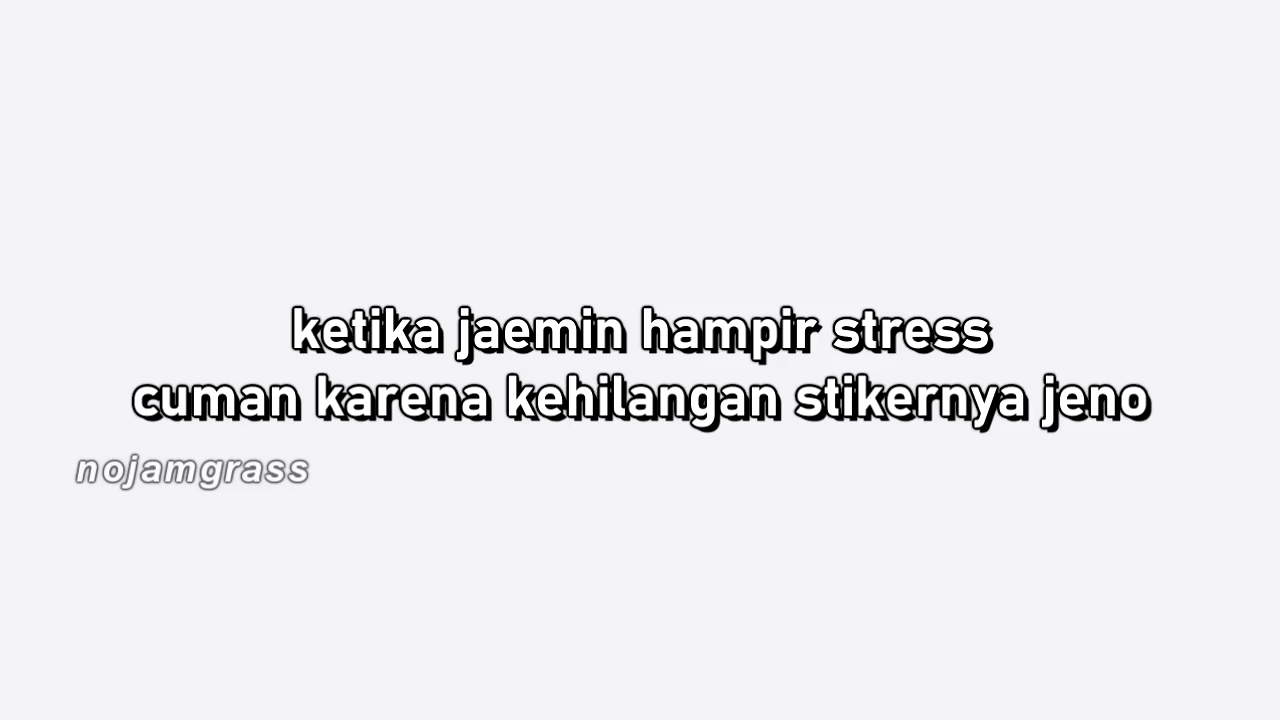 ketika jaemin hampir stress
cuman karena kehilangan stikernya jeno
nojamgrass